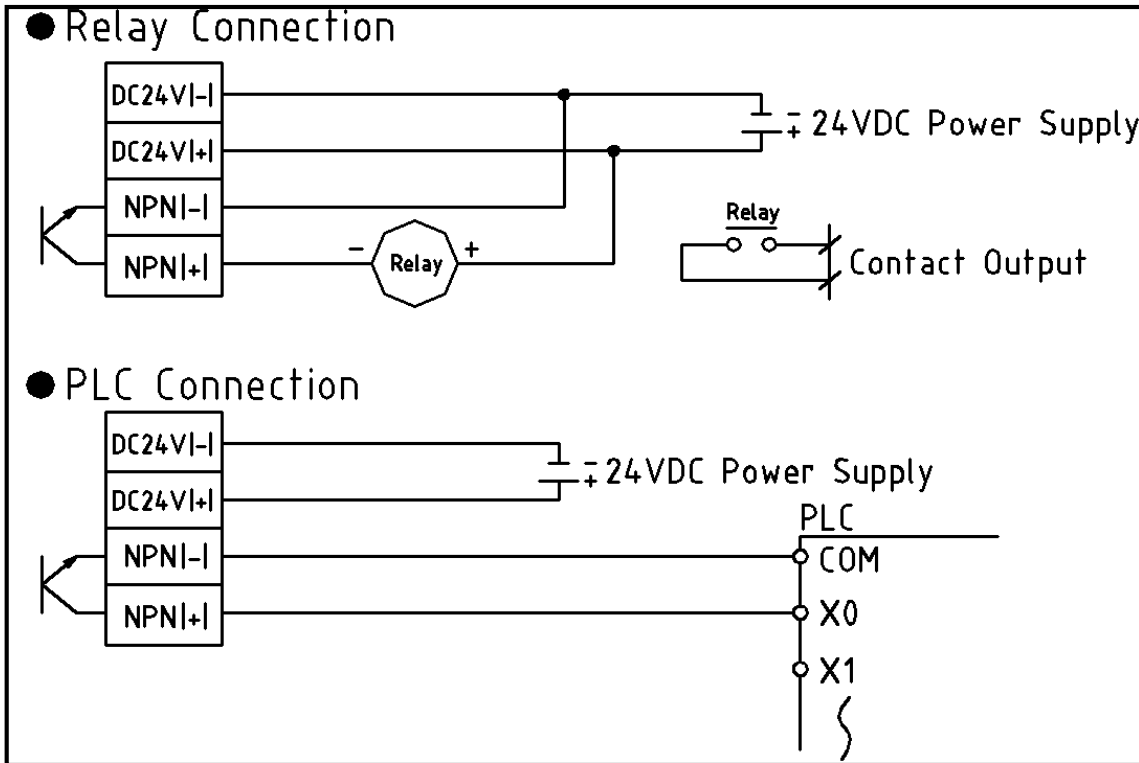 ● Relay Connection
DC24V|-|
DC24V|+|
NPN|-|
NPN|+|
- Relay +
- + 24VDC Power Supply
Relay
Contact Output
● PLC Connection
DC24V|-|
DC24V|+|
NPN|-|
NPN|+|
- + 24VDC Power Supply
PLC
COM
X0
X1